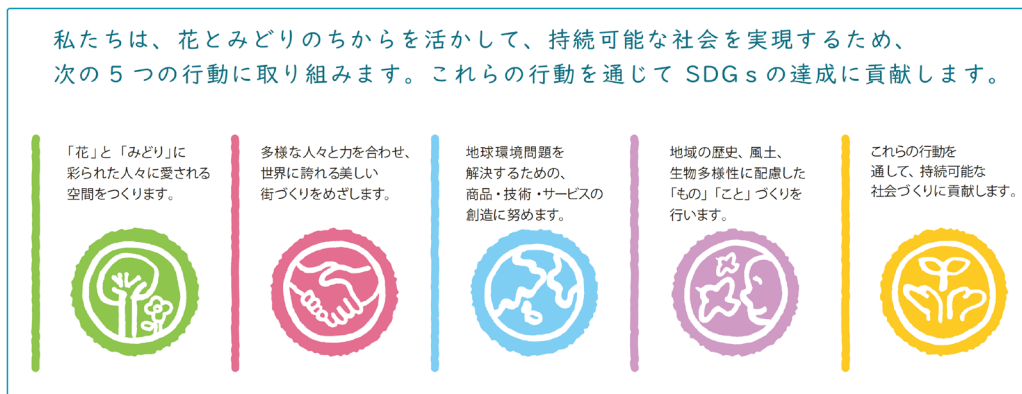 私たちは、花とみどりのちからを活かして、持続可能な社会を実現するため、
次の5つの行動に取り組みます。これらの行動を通じてSDGsの達成に貢献します。
「花」と「みどり」に
彩られた人々に愛される
空間をつくります。
多様な人々と力を合わせ、
世界に誇れる美しい
街づくりをめざします。
地球環境問題を
解決するための、
商品・技術・サービスの
創造に努めます。
地域の歴史、風土、
生物多様性に配慮した
「もの」「こと」づくりを
行います。
これらの行動を
通して、持続可能な
社会づくりに貢献します。